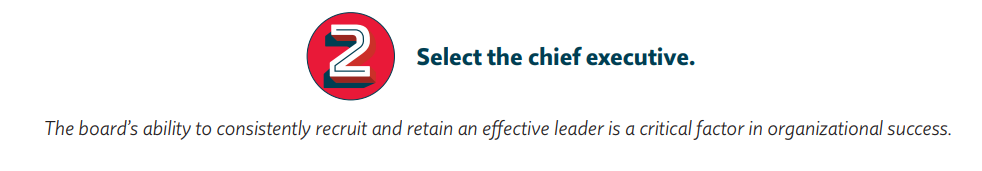 2 Select the chief executive.
The board’s ability to consistently recruit and retain an effective leader is a critical factor in organizational success.